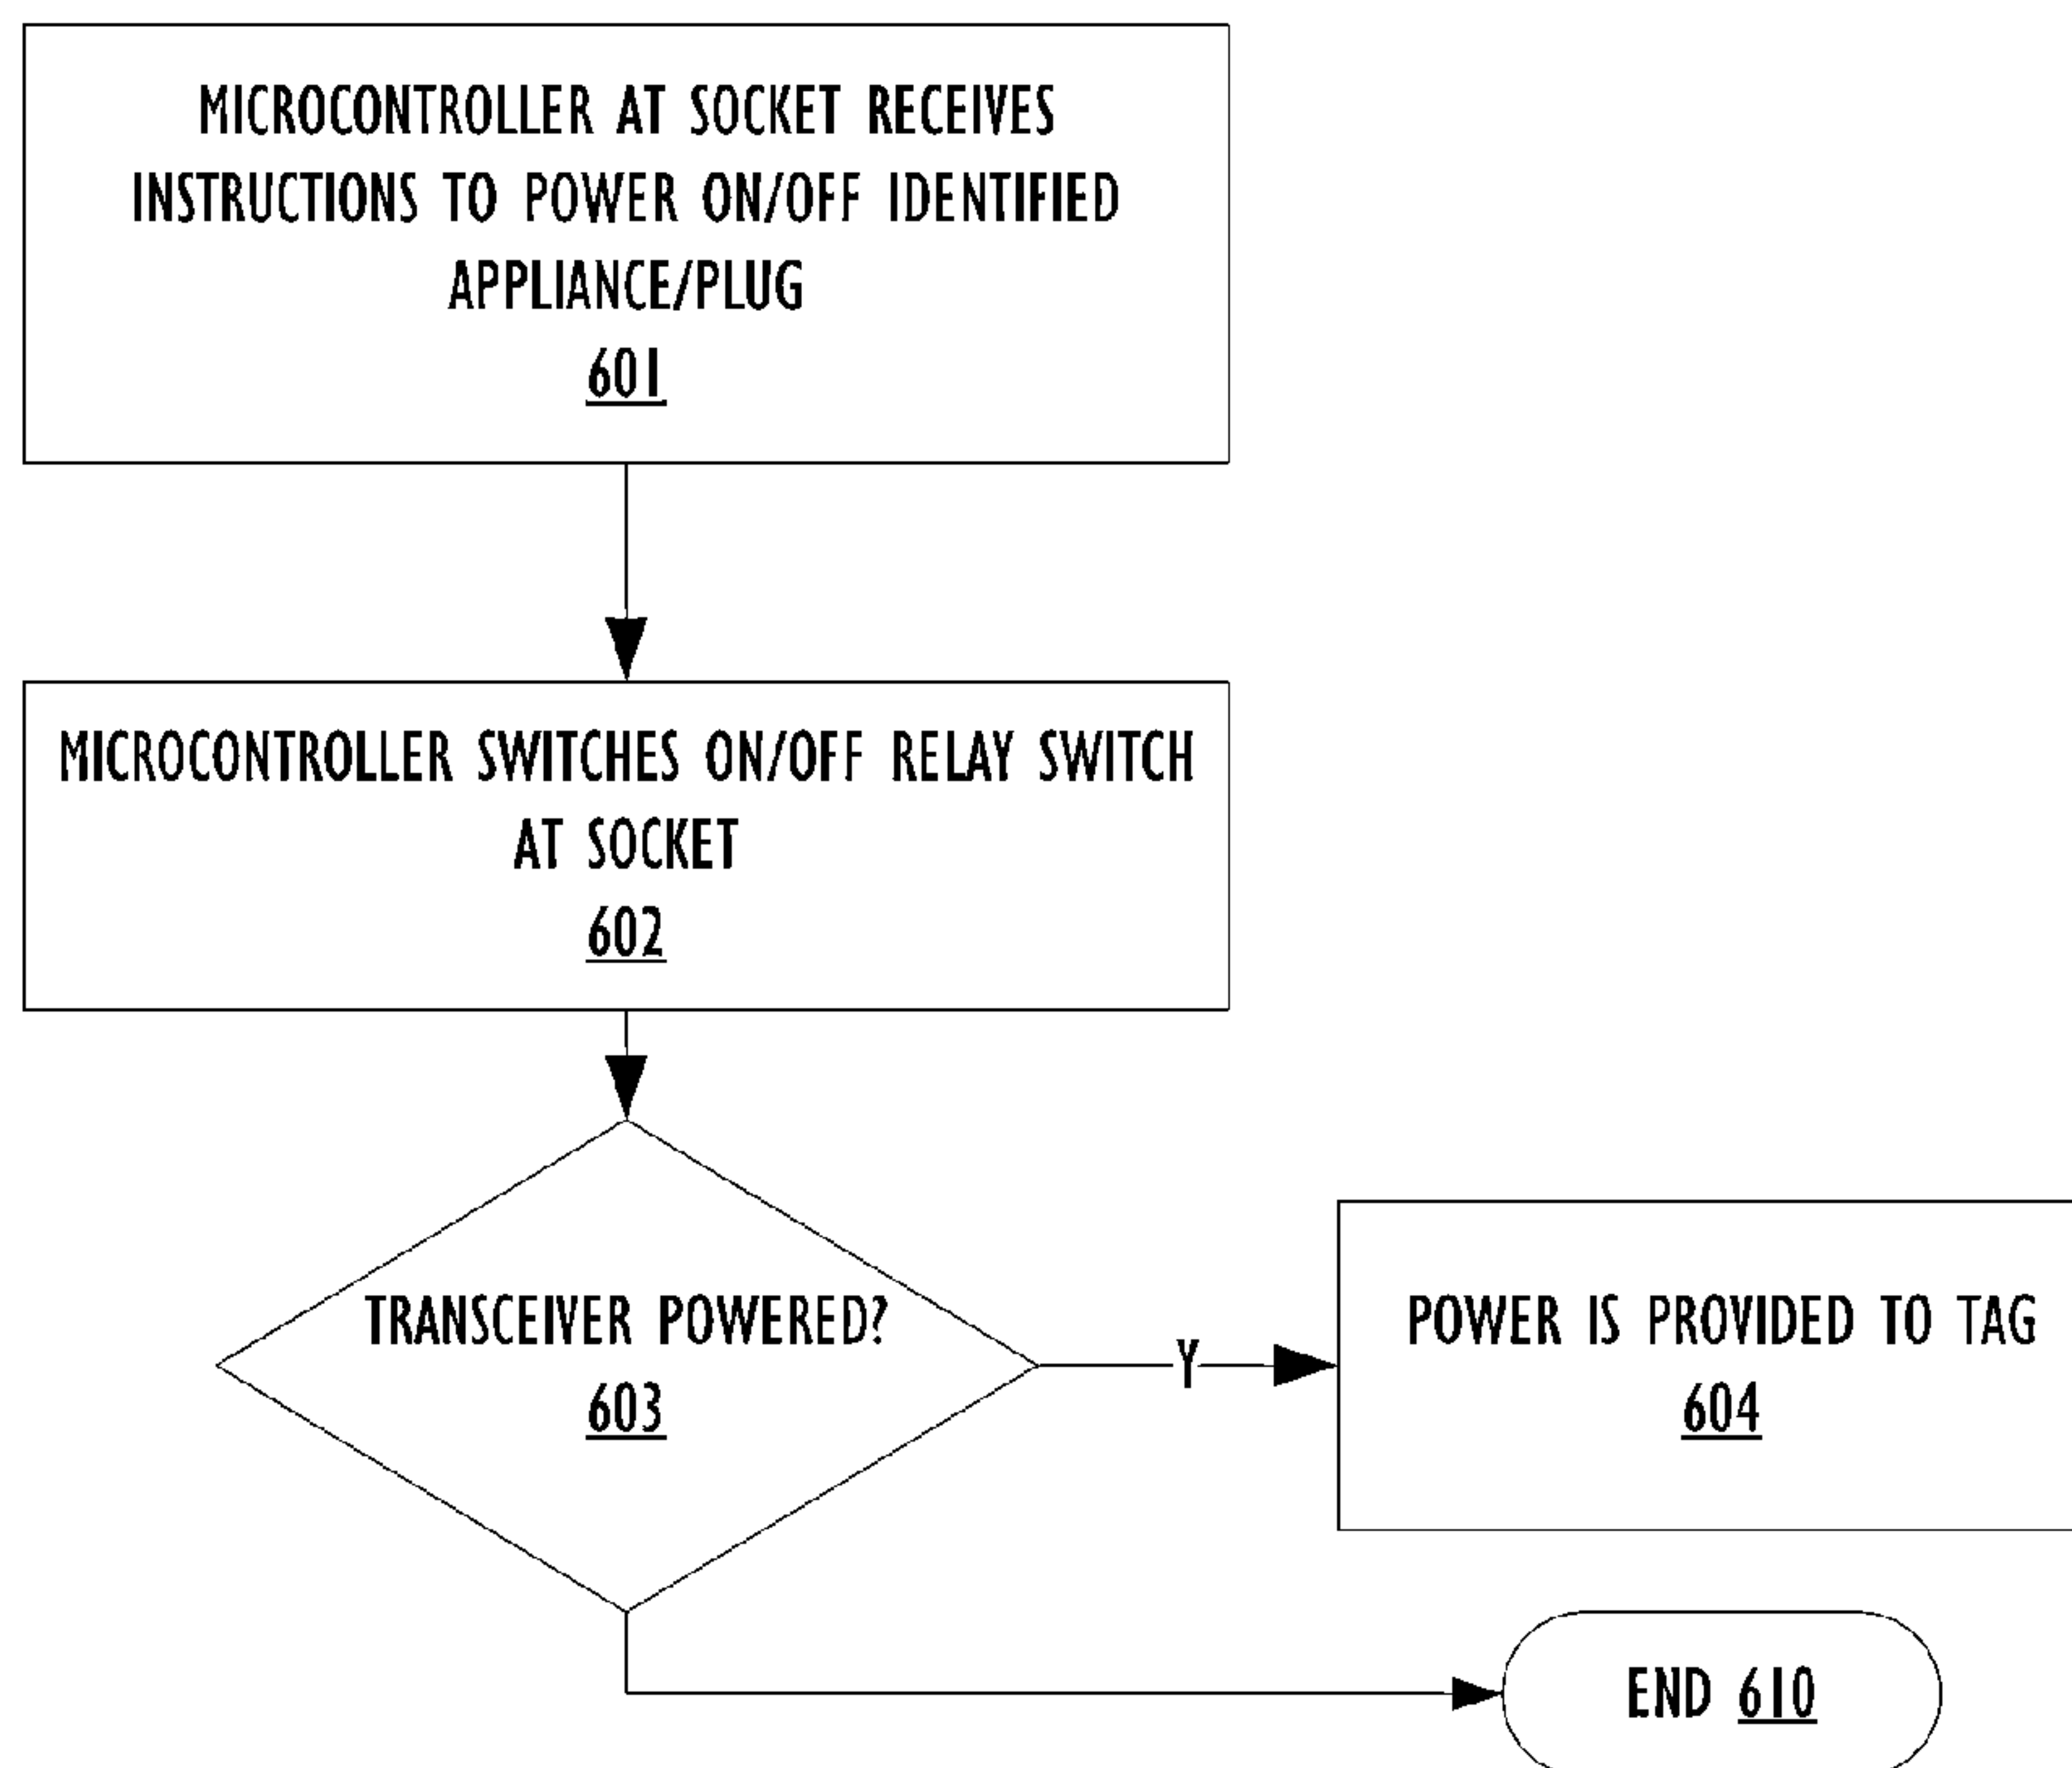 MICROCONTROLLER AT SOCKET RECEIVES
INSTRUCTIONS TO POWER ON/OFF IDENTIFIED
APPLIANCE/PLUG
601
MICROCONTROLLER SWITCHES ON/OFF RELAY SWITCH
AT SOCKET
602
TRANSCEIVER POWERED?
603
Y
POWER IS PROVIDED TO TAG
604
END 610